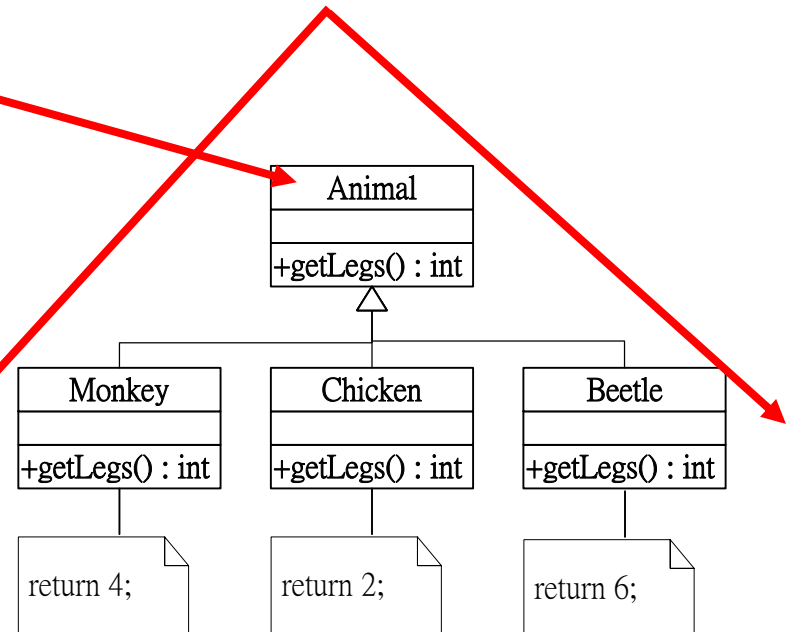 Animal
+getLegs() : int
Monkey
Chicken
Beetle
+getLegs() : int
+getLegs() : int
+getLegs() : int
return 4;
return 2;
return 6;